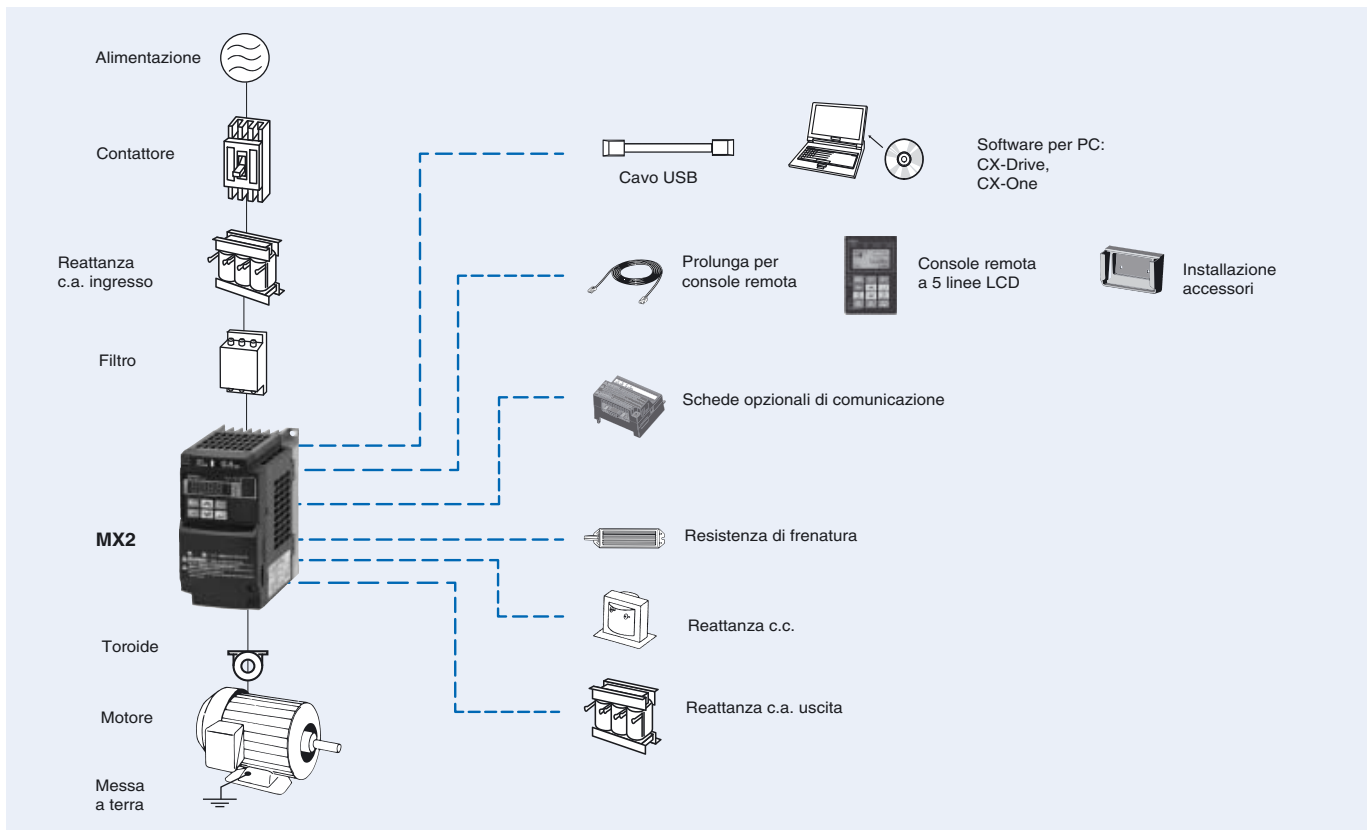 Alimentazione
Contattore
Reattanza
c.a. ingresso
Filtro
MX2
Toroide
Motore
Messa
a terra
Cavo USB
Software per PC:
CX-Drive,
CX-One
Prolunga per
console remota
Console remota
a 5 linee LCD
Installazione
accessori
Schede opzionali di comunicazione
Resistenza di frenatura
Reattanza c.c.
Reattanza c.a. uscita